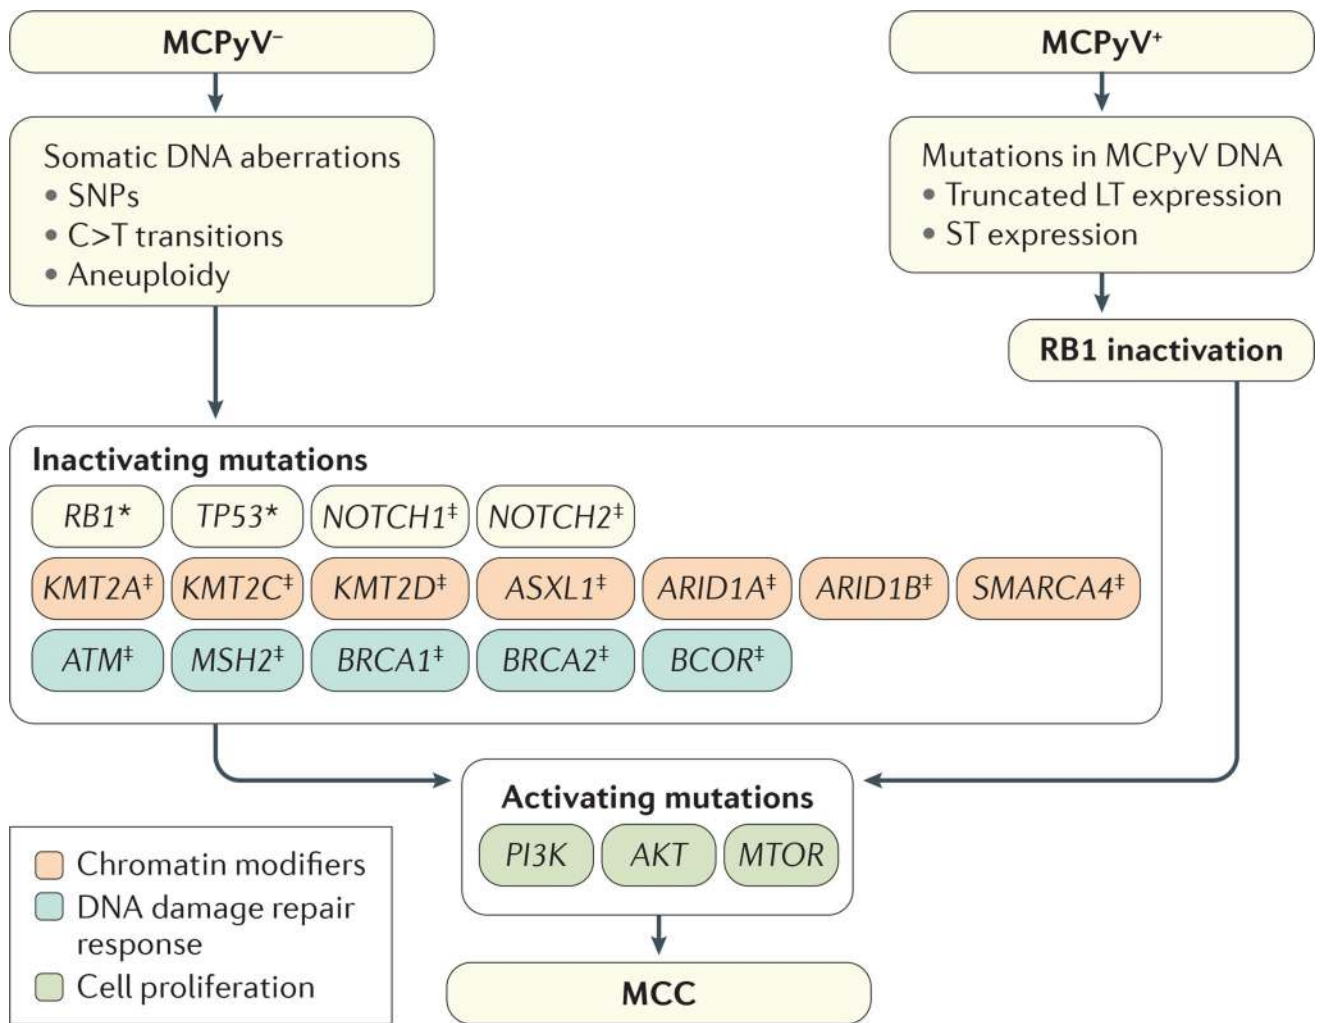 MCPyV⁻
MCPyV⁺
Somatic DNA aberrations
• SNPs
• C>T transitions
• Aneuploidy
Mutations in MCPyV DNA
• Truncated LT expression
• ST expression
RB1 inactivation
Inactivating mutations
RB1* TP53* NOTCH1‡ NOTCH2‡
KMT2A‡ KMT2C‡ KMT2D‡ ASXL1‡ ARID1A‡ ARID1B‡ SMARCA4‡
ATM‡ MSH2‡ BRCA1‡ BRCA2‡ BCOR‡
Activating mutations
PI3K AKT MTOR
Chromatin modifiers
DNA damage repair
response
Cell proliferation
MCC